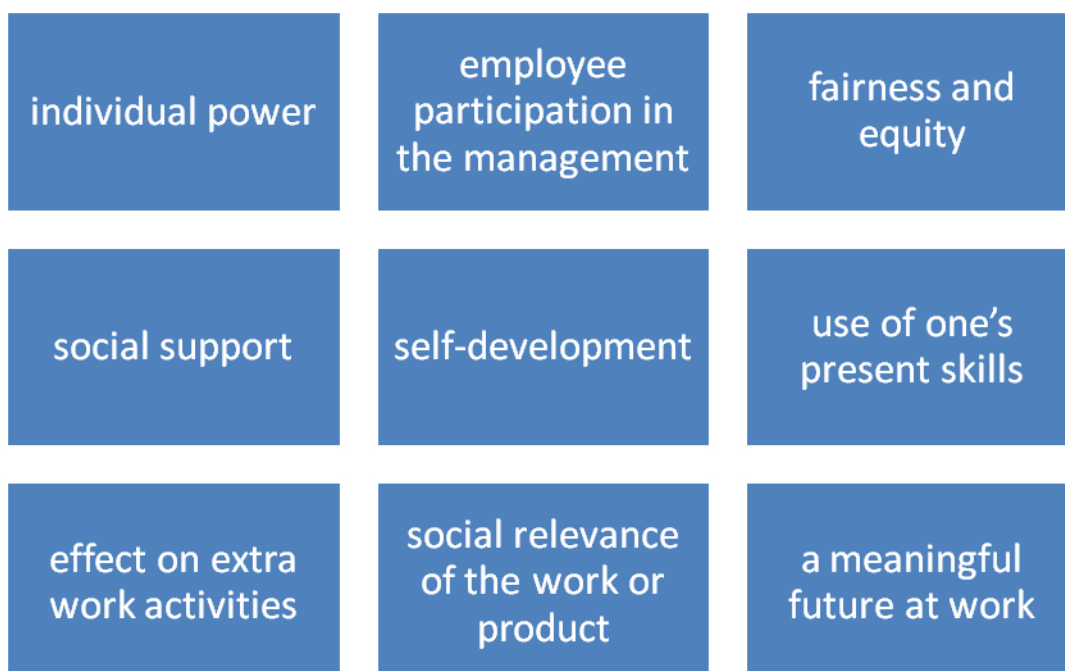 individual power
employee
participation in
the management
fairness and
equity
social support
self-development
use of one’s
present skills
effect on extra
work activities
social relevance
of the work or
product
a meaningful
future at work